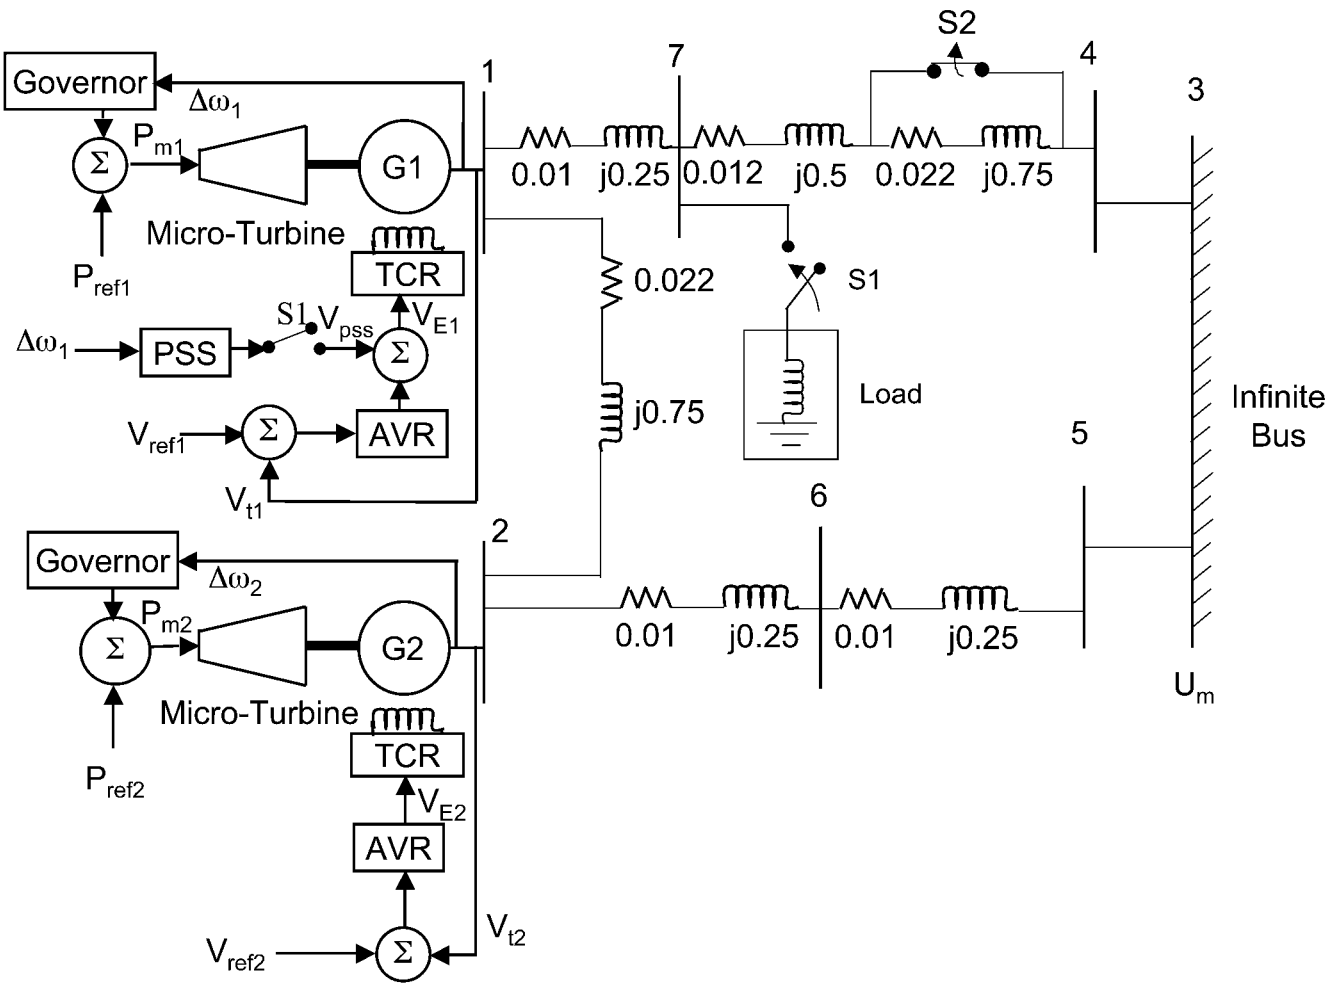 S2
1
7
4
3
Governor
Δω1
Σ
Pm1
G1
0.01
j0.25
0.012
j0.5
0.022
j0.75
Micro-Turbine
TCR
Pref1
0.022
S1
VE1
S1
Vpss
Δω1
PSS
Σ
Load
j0.75
Infinite
Bus
Vref1
Σ
AVR
5
Vt1
6
2
Governor
Δω2
Pm2
Σ
G2
0.01
j0.25
0.01
j0.25
Um
Micro-Turbine
TCR
Pref2
VE2
AVR
Vt2
Vref2
Σ